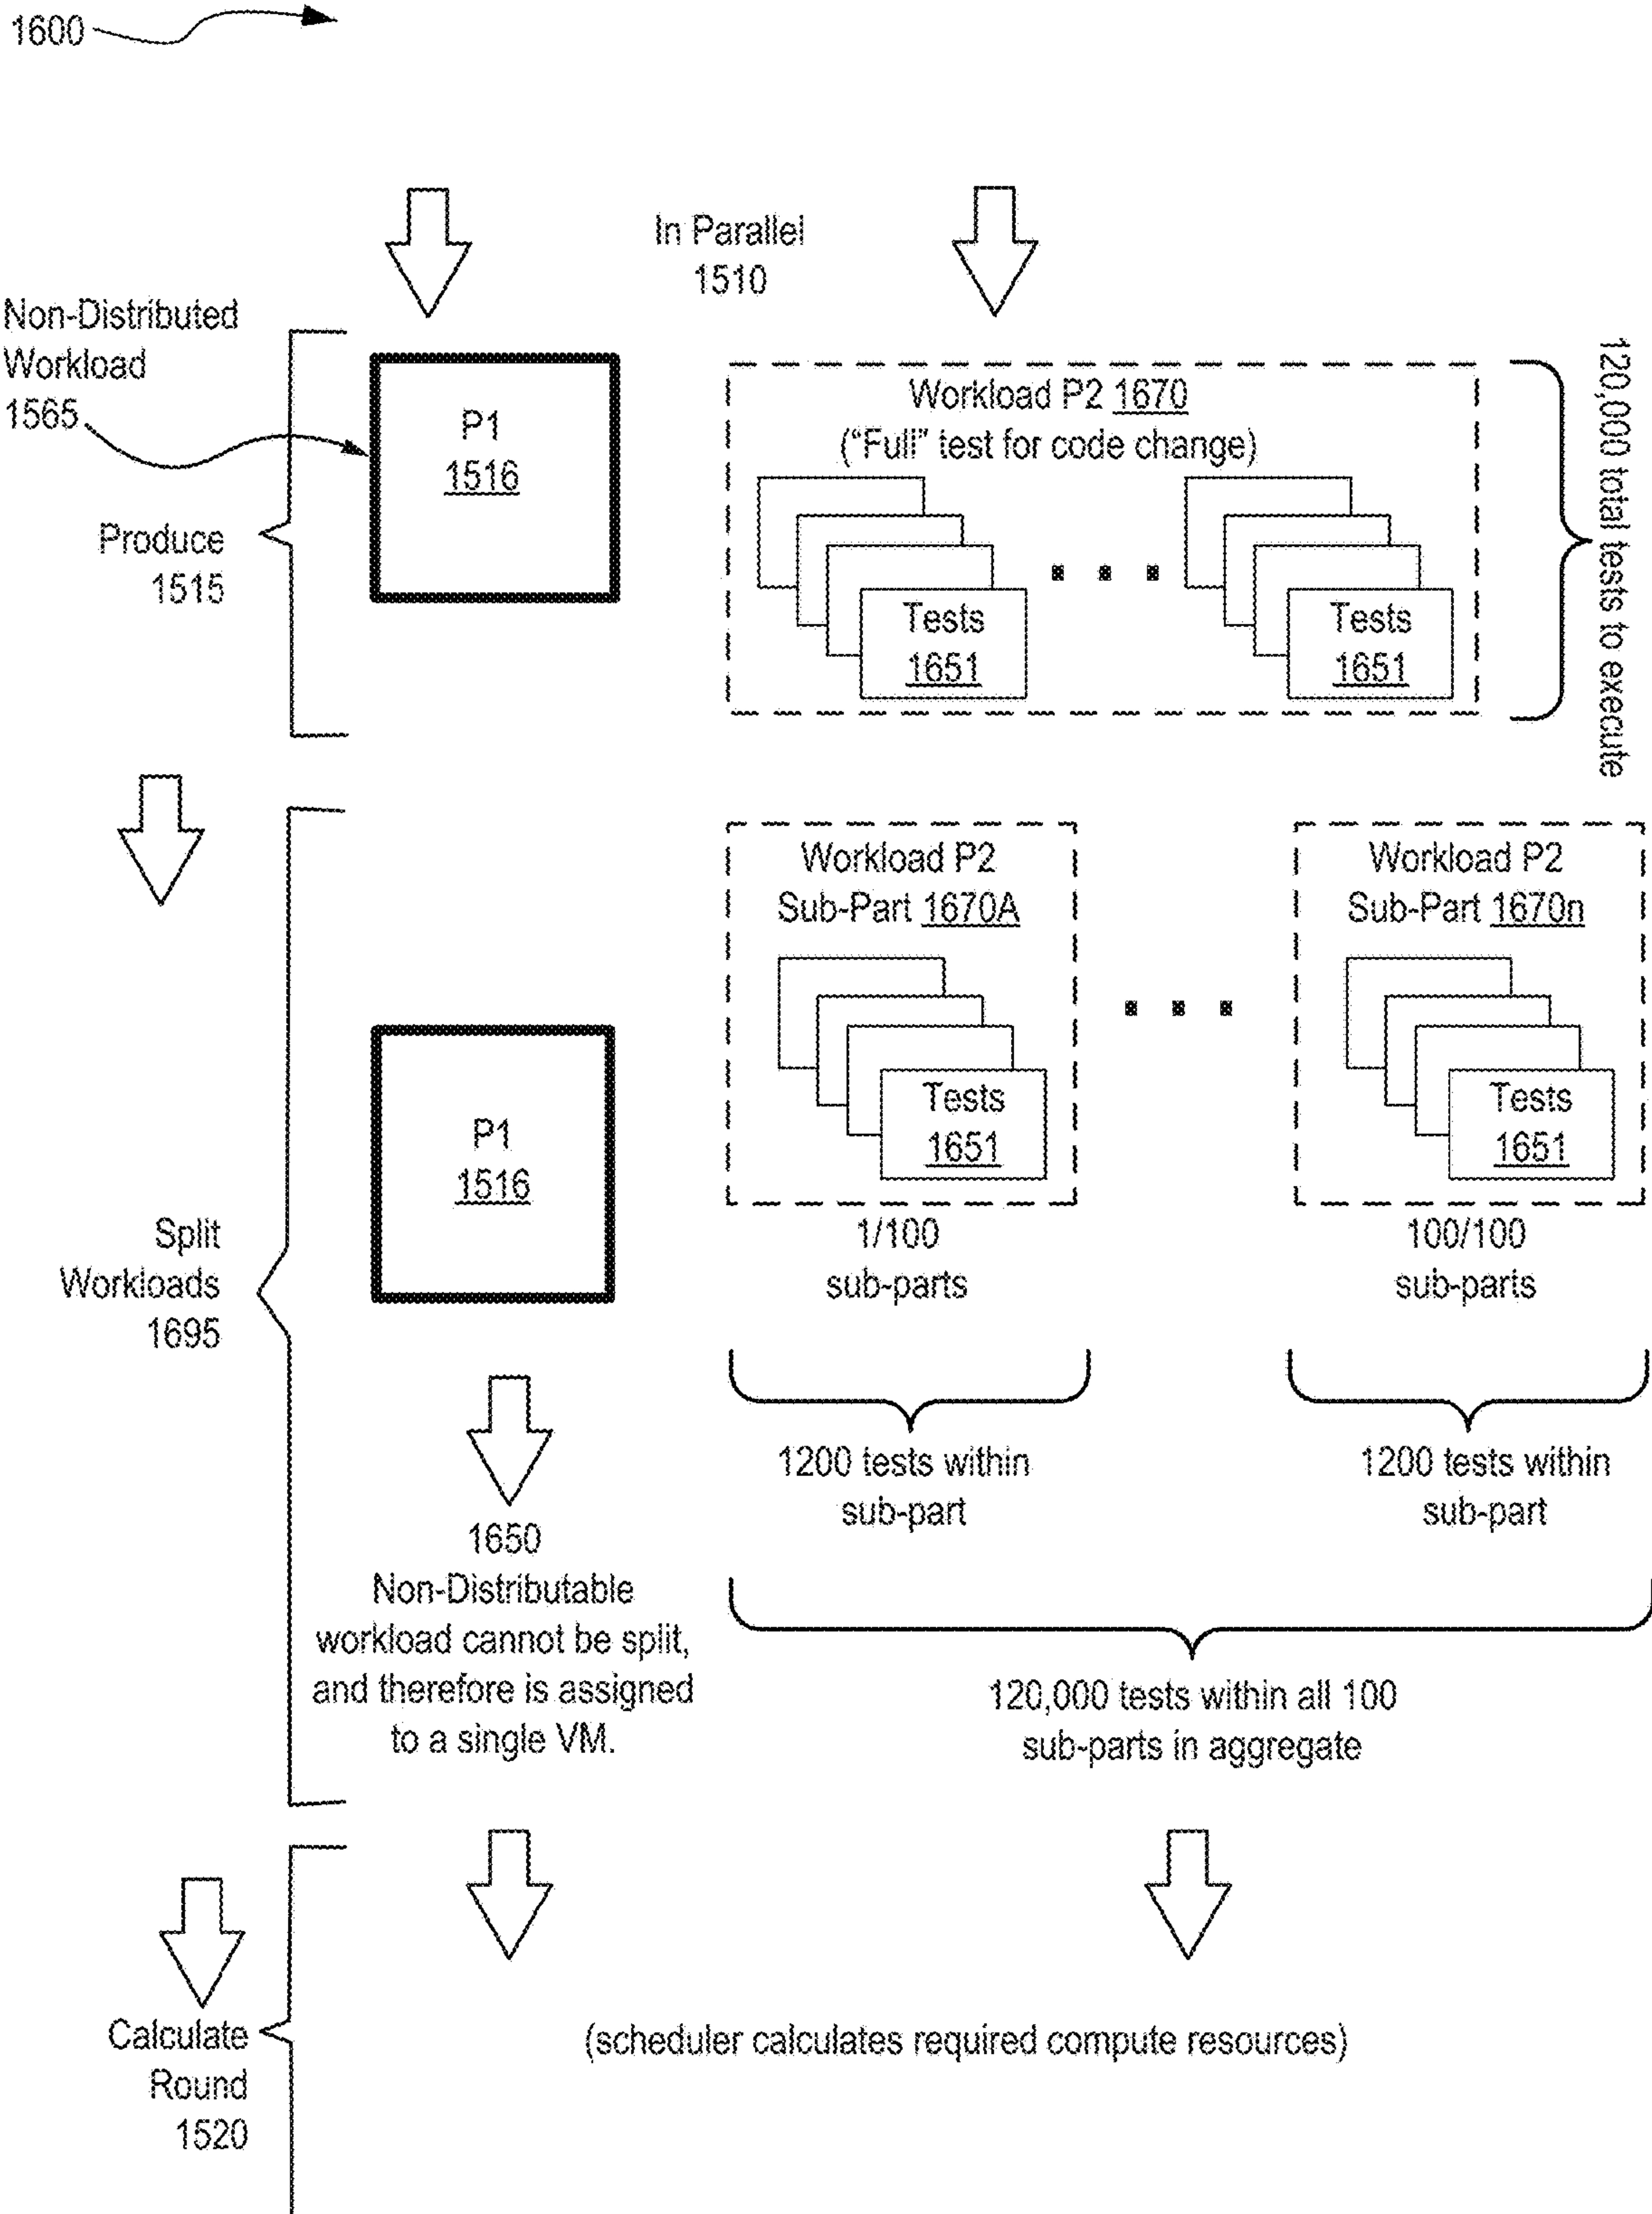 1600
In Parallel
1510
Non-Distributed
Workload
1565
Produce
1515
P1
1516
Workload P2 1670
("Full" test for code change)
Tests
1651
Tests
1651
120,000 total tests to execute
Split
Workloads
1695
P1
1516
Workload P2
Sub-Part 1670A
Tests
1651
1/100
sub-parts
Workload P2
Sub-Part 1670n
Tests
1651
100/100
sub-parts
1200 tests within
sub-part
1200 tests within
sub-part
1650
Non-Distributable
workload cannot be split,
and therefore is assigned
to a single VM.
120,000 tests within all 100
sub-parts in aggregate
Calculate
Round
1520
(scheduler calculates required compute resources)